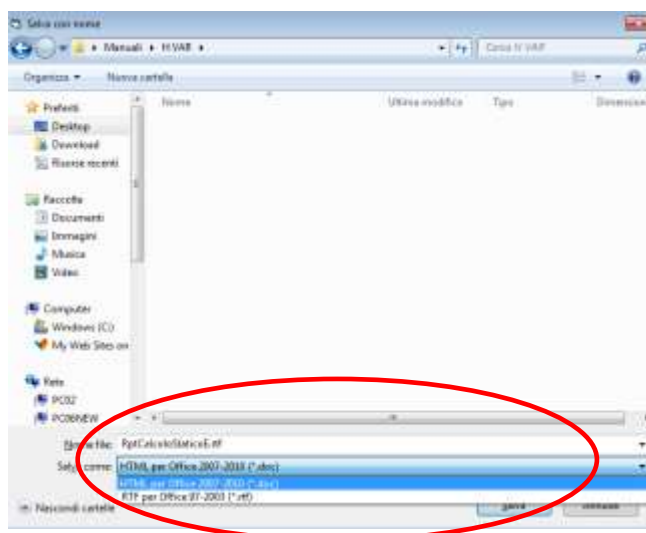 Salva con nome
Manuali ▸ H VAR ▸
Cerca H VAR
Organizza ▾ Nuova cartella
Nome Ultima modifica Tipo Dimension
Preferiti
Desktop
Download
Risorse recenti
Raccolte
Documenti
Immagini
Musica
Video
Computer
Windows (C:)
My Web Sites on
Rete
PC02
PC06NEW
Nome file: RptCalcoloStaticoE.rtf
Salva come: HTML per Office 2007-2010 (*.doc)
HTML per Office 2007-2010 (*.doc)
RTF per Office 97-2003 (*.rtf)
Nascondi cartelle Salva Annulla